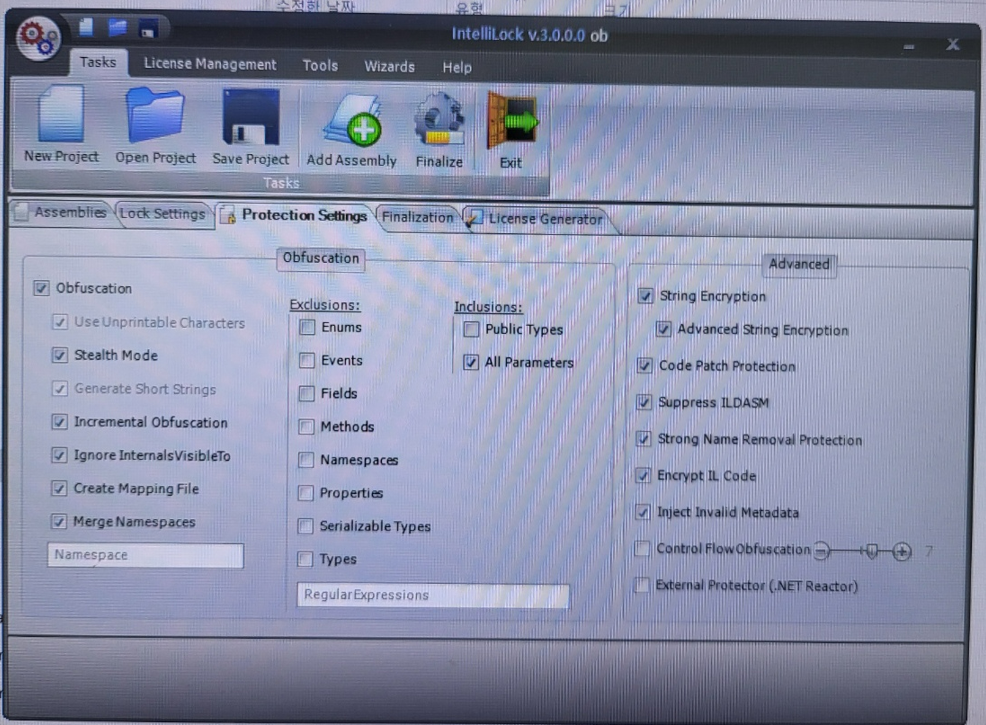 수정한 날짜 유형 크기
IntelliLock v.3.0.0.0 ob
Tasks License Management Tools Wizards Help
New Project Open Project Save Project Add Assembly Finalize Exit
Tasks
Assemblies Lock Settings Protection Settings Finalization License Generator
Obfuscation
Advanced
Obfuscation
Use Unprintable Characters
Stealth Mode
Generate Short Strings
Incremental Obfuscation
Ignore InternalsVisibleTo
Create Mapping File
Merge Namespaces
Namespace
Exclusions:
Enums
Events
Fields
Methods
Namespaces
Properties
Serializable Types
Types
RegularExpressions
Inclusions:
Public Types
All Parameters
String Encryption
Advanced String Encryption
Code Patch Protection
Suppress ILDASM
Strong Name Removal Protection
Encrypt IL Code
Inject Invalid Metadata
Control Flow Obfuscation 7
External Protector (.NET Reactor)